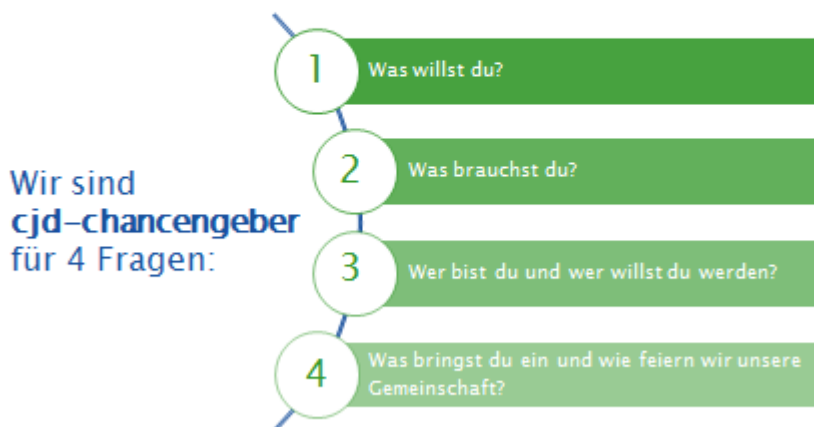 Wir sind
cjd-chancengeber
für 4 Fragen:
1
Was willst du?
2
Was brauchst du?
3
Wer bist du und wer willst du werden?
4
Was bringst du ein und wie feiern wir unsere
Gemeinschaft?